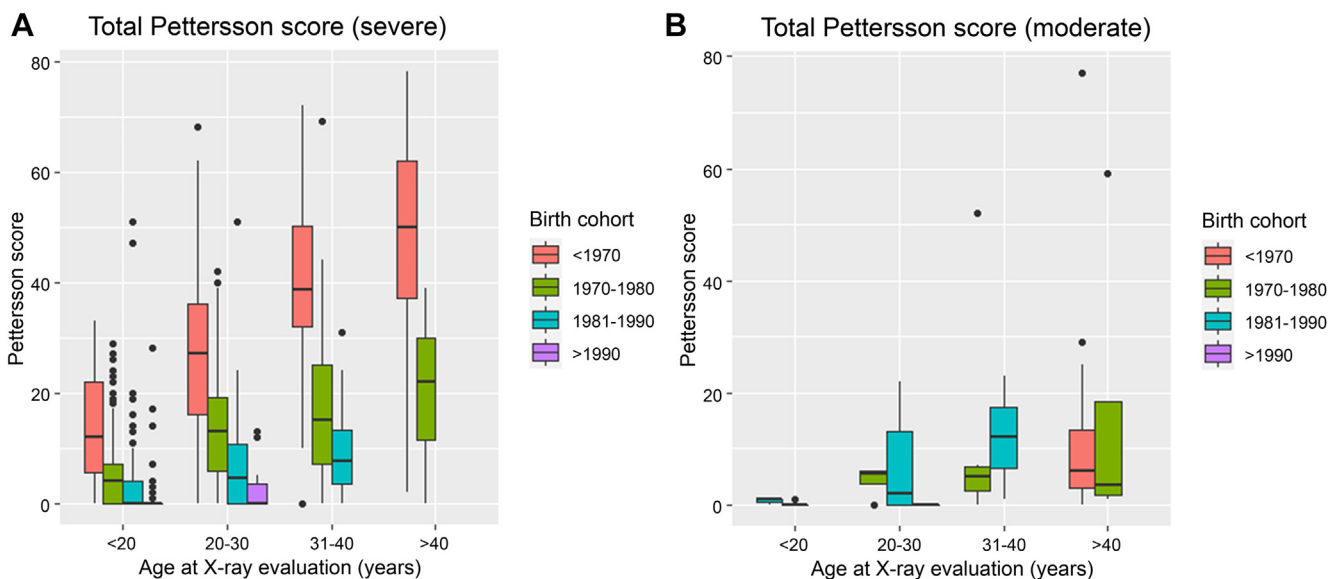 A
Total Pettersson score (severe)
Pettersson score
80
60
40
20
0
<20
20-30
31-40
>40
Age at X-ray evaluation (years)
Birth cohort
<1970
1970-1980
1981-1990
>1990
B
Total Pettersson score (moderate)
Pettersson score
80
60
40
20
0
<20
20-30
31-40
>40
Age at X-ray evaluation (years)
Birth cohort
<1970
1970-1980
1981-1990
>1990